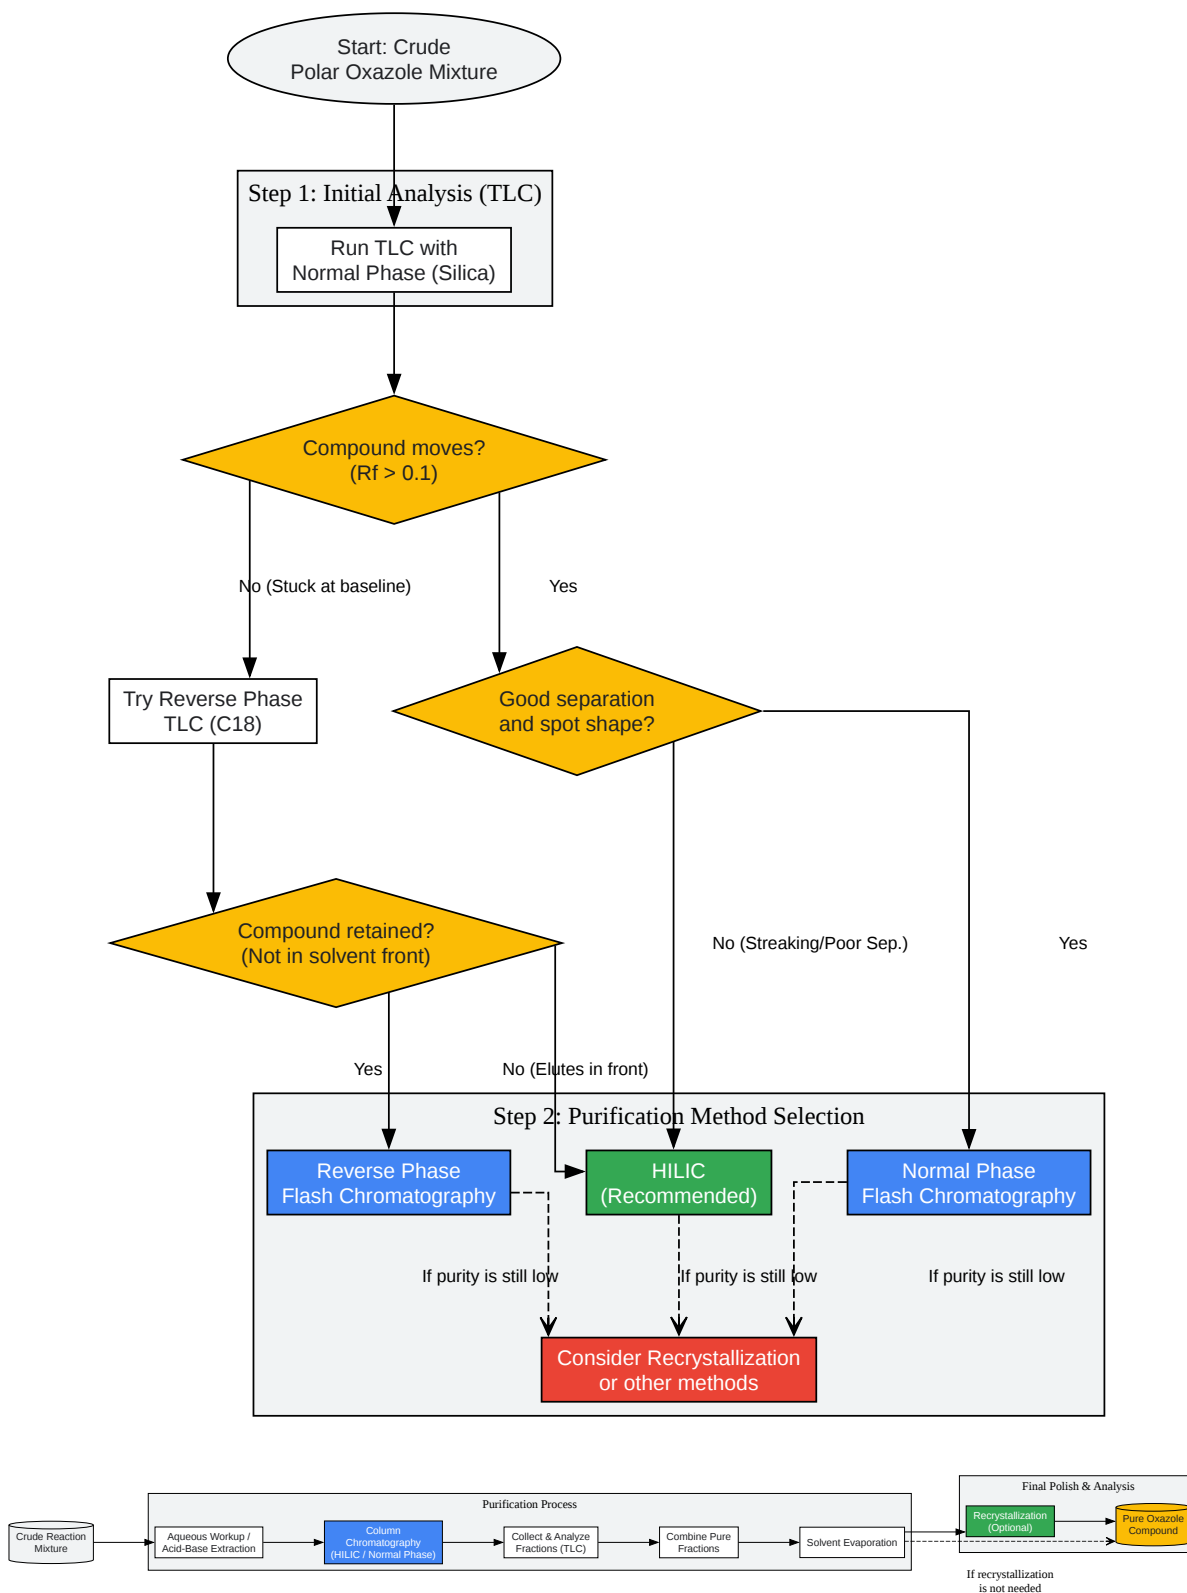 Start: Crude
Polar Oxazole Mixture
Step 1: Initial Analysis (TLC)
Run TLC with
Normal Phase (Silica)
Compound moves?
(Rf > 0.1)
No (Stuck at baseline)
Yes
Try Reverse Phase
TLC (C18)
Good separation
and spot shape?
Compound retained?
(Not in solvent front)
No (Streaking/Poor Sep.)
Yes
Yes
No (Elutes in front)
Step 2: Purification Method Selection
Reverse Phase
Flash Chromatography
HILIC
(Recommended)
Normal Phase
Flash Chromatography
If purity is still low
If purity is still low
If purity is still low
Consider Recrystallization
or other methods
Purification Process
Final Polish & Analysis
Crude Reaction
Mixture
Aqueous Workup /
Acid-Base Extraction
Column
Chromatography
(HILIC / Normal Phase)
Collect & Analyze
Fractions (TLC)
Combine Pure
Fractions
Solvent Evaporation
Recrystallization
(Optional)
Pure Oxazole
Compound
If recrystallization
is not needed